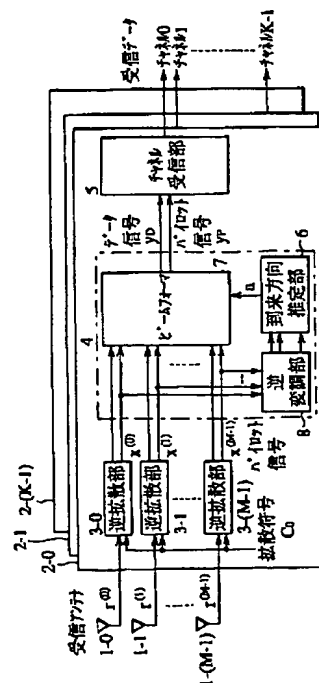 受信データ
チャネル0
チャネル1
チャネルK-1
2-(K-1)
2-1
2-0
5
チャネル
受信部
データ
信号
yD
パイロット
信号
yP
4
7
ビームフォーマ
a
6
到来方向
推定部
逆
変調部
8
x(0)
x(1)
x(M-1)
パイロット
信号
3-0
逆拡散部
逆拡散部
3-1
逆拡散部
3-(M-1)
拡散符号
C0
受信アンテナ
1-0
r(0)
1-1
r(1)
1-(M-1)
r(M-1)